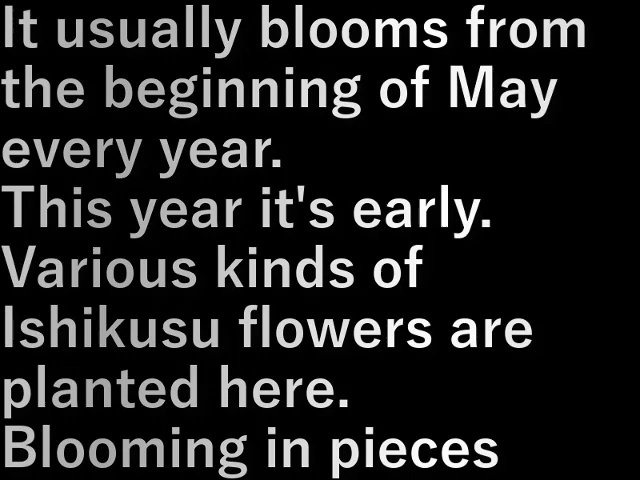 It usually blooms from
the beginning of May
every year.
This year it's early.
Various kinds of
Ishikusu flowers are
planted here.
Blooming in pieces